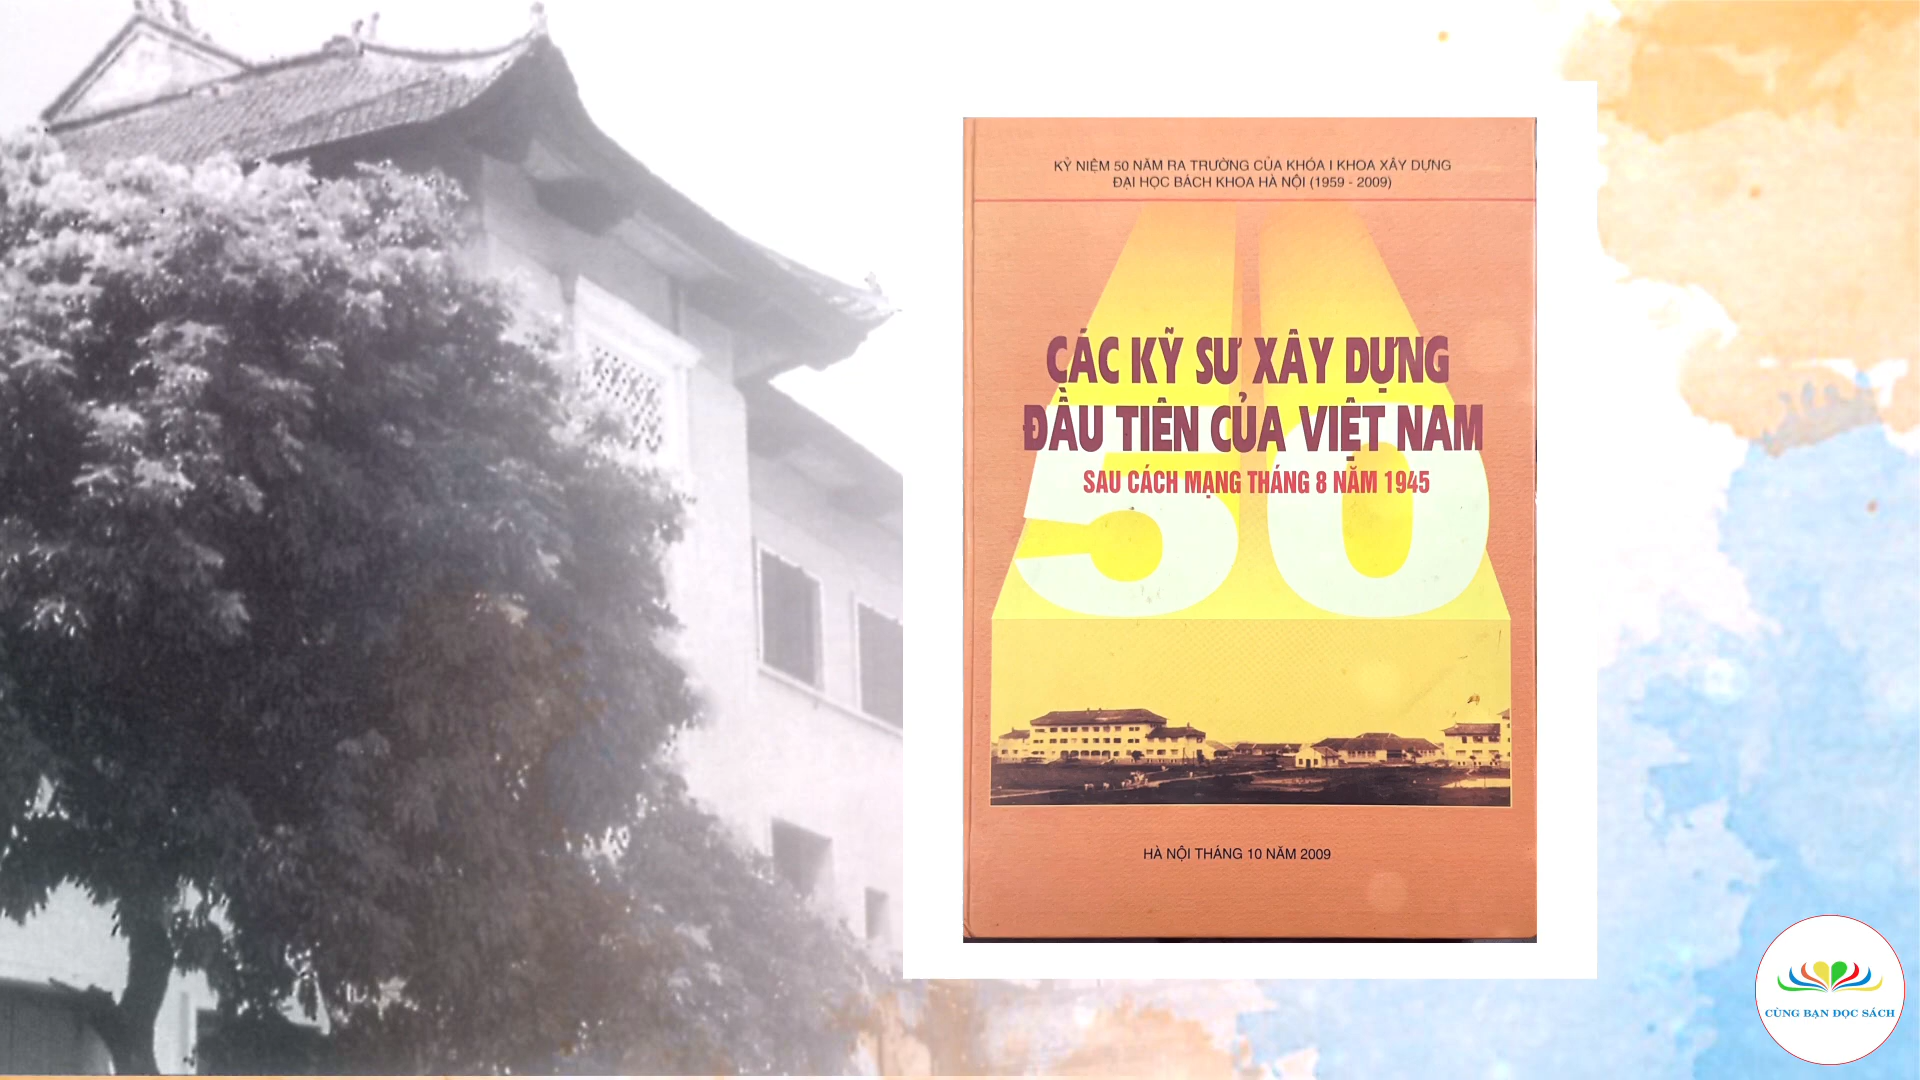 KỶ NIỆM 50 NĂM RA TRƯỜNG CỦA KHÓA I KHOA XÂY DỰNG
ĐẠI HỌC BÁCH KHOA HÀ NỘI (1959 - 2009)
CÁC KỸ SƯ XÂY DỰNG
ĐẦU TIÊN CỦA VIỆT NAM
SAU CÁCH MẠNG THÁNG 8 NĂM 1945
50
HÀ NỘI THÁNG 10 NĂM 2009
CÙNG BẠN ĐỌC SÁCH